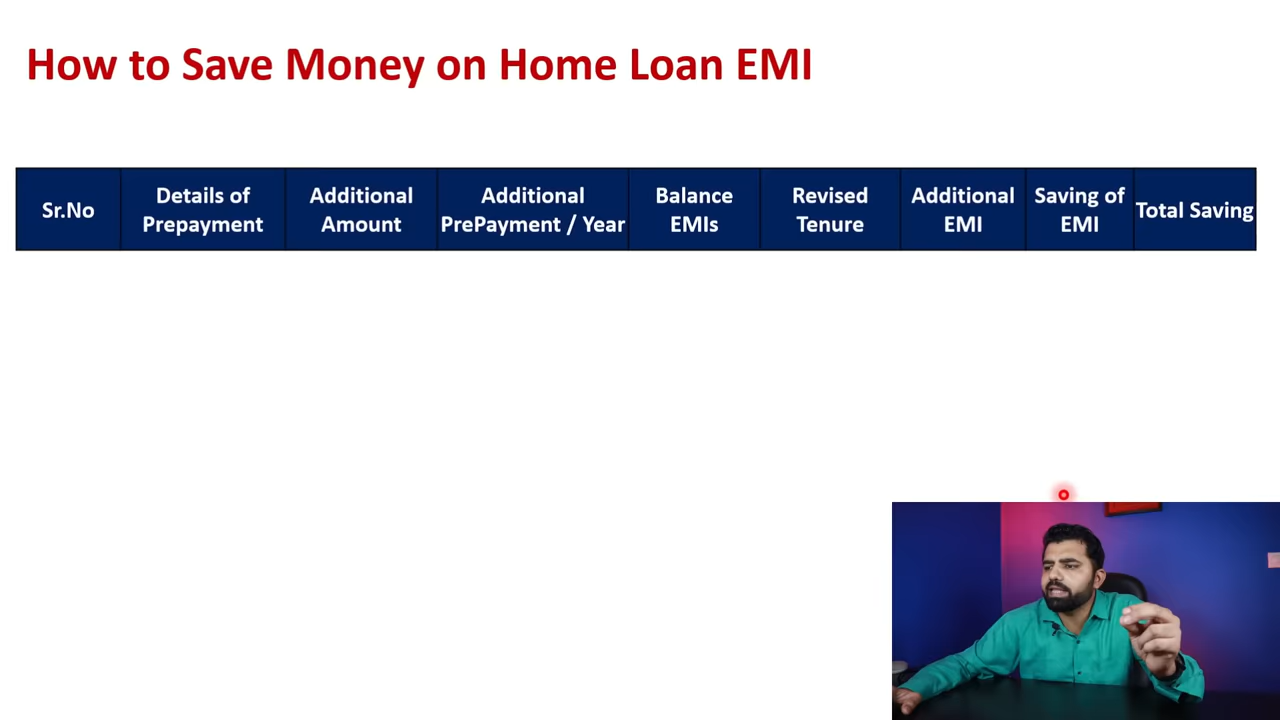 How to Save Money on Home Loan EMI
Sr.No
Details of
Prepayment
Additional
Amount
Additional
PrePayment / Year
Balance
EMIs
Revised
Tenure
Additional
EMI
Saving of
EMI
Total Saving